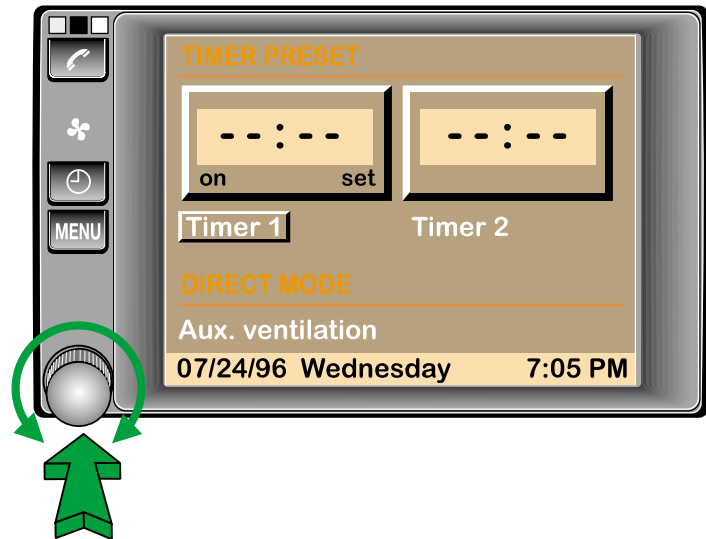 TIMER PRESET
--:-- --:--
on set
MENU
Timer 1 Timer 2
DIRECT MODE
Aux. ventilation
07/24/96 Wednesday 7:05 PM